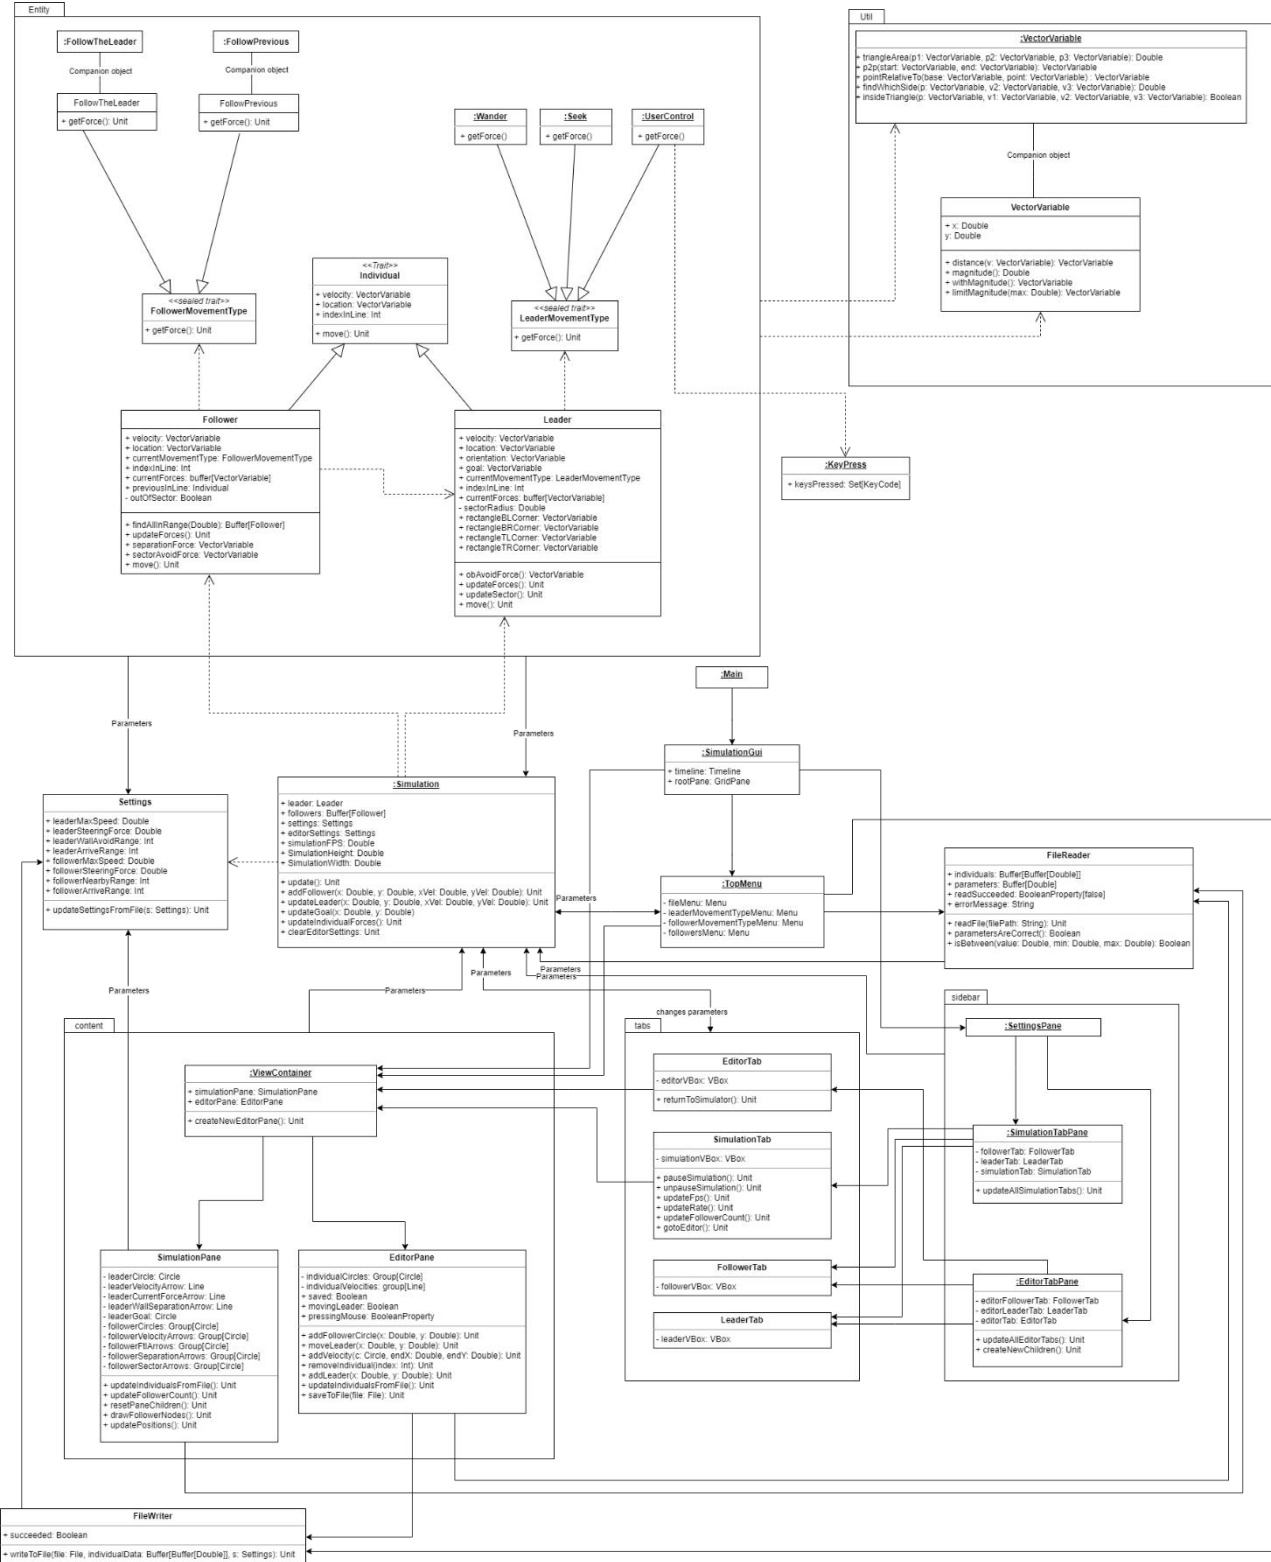 Entity
:FollowTheLeader
:FollowPrevious
Companion object
Companion object
FollowTheLeader
+ getForce(): Unit
FollowPrevious
+ getForce(): Unit
:Wander
+ getForce()
:Seek
+ getForce()
:UserControl
+ getForce()
<<sealed trait>>
FollowerMovementType
+ getForce(): Unit
<<Trait>>
Individual
+ velocity: VectorVariable
+ location: VectorVariable
+ indexInLine: Int
+ move(): Unit
<<sealed trait>>
LeaderMovementType
+ getForce(): Unit
Follower
+ velocity: VectorVariable
+ location: VectorVariable
+ currentMovementType: FollowerMovementType
+ indexInLine: Int
+ currentForces: buffer[VectorVariable]
+ previousInLine: Individual
- outOfSector: Boolean
+ findAllInRange(Double): Buffer[Follower]
+ updateForces(): Unit
+ separationForce: VectorVariable
+ sectorAvoidForce: VectorVariable
+ move(): Unit
Leader
+ velocity: VectorVariable
+ location: VectorVariable
+ orientation: VectorVariable
+ goal: VectorVariable
+ currentMovementType: LeaderMovementType
+ indexInLine: Int
+ currentForces: buffer[VectorVariable]
- sectorRadius: Double
+ rectangleBLCorner: VectorVariable
+ rectangleBRCorner: VectorVariable
+ rectangleTLCorner: VectorVariable
+ rectangleTRCorner: VectorVariable
+ obAvoidForce(): VectorVariable
+ updateForces(): Unit
+ updateSector(): Unit
+ move(): Unit
Util
:VectorVariable
+ triangleArea(p1: VectorVariable, p2: VectorVariable, p3: VectorVariable): Double
+ p2p(start: VectorVariable, end: VectorVariable): VectorVariable
+ pointRelativeTo(base: VectorVariable, point: VectorVariable) : VectorVariable
+ findWhichSide(p: VectorVariable, v2: VectorVariable, v3: VectorVariable): Double
+ insideTriangle(p: VectorVariable, v1: VectorVariable, v2: VectorVariable, v3: VectorVariable): Boolean
Companion object
VectorVariable
+ x: Double
y: Double
+ distance(v: VectorVariable): VectorVariable
+ magnitude(): Double
+ withMagnitude(): VectorVariable
+ limitMagnitude(max: Double): VectorVariable
:KeyPress
+ keysPressed: Set[KeyCode]
Parameters
Parameters
:Main
:SimulationGui
+ timeline: Timeline
+ rootPane: GridPane
Settings
+ leaderMaxSpeed: Double
+ leaderSteeringForce: Double
+ leaderWallAvoidRange: Int
+ leaderArriveRange: Int
+ followerMaxSpeed: Double
+ followerSteeringForce: Double
+ followerNearbyRange: Int
+ followerArriveRange: Int
+ updateSettingsFromFile(s: Settings): Unit
:Simulation
+ leader: Leader
+ followers: Buffer[Follower]
+ settings: Settings
+ editorSettings: Settings
+ simulationFPS: Double
+ SimulationHeight: Double
+ SimulationWidth: Double
+ update(): Unit
+ addFollower(x: Double, y: Double, xVel: Double, yVel: Double): Unit
+ updateLeader(x: Double, y: Double, xVel: Double, yVel: Double): Unit
+ updateGoal(x: Double, y: Double)
+ updateIndividualForces(): Unit
+ clearEditorSettings: Unit
Parameters
:TopMenu
- fileMenu: Menu
- leaderMovementTypeMenu: Menu
- followerMovementTypeMenu: Menu
- followersMenu: Menu
FileReader
+ individuals: Buffer[Buffer[Double]]
+ parameters: Buffer[Double]
+ readSucceeded: BooleanProperty[false]
+ errorMessage: String
+ readFile(filePath: String): Unit
+ parametersAreCorrect(): Boolean
+ isBetween(value: Double, min: Double, max: Double): Boolean
Parameters
Parameters
Parameters
Parameters
Parameters
changes parameters
content
:ViewContainer
+ simulationPane: SimulationPane
+ editorPane: EditorPane
+ createNewEditorPane(): Unit
SimulationPane
- leaderCircle: Circle
- leaderVelocityArrow: Line
- leaderCurrentForceArrow: Line
- leaderWallSeparationArrow: Line
- leaderGoal: Circle
- followerCircles: Group[Circle]
- followerVelocityArrows: Group[Circle]
- followerFtlArrows: Group[Circle]
- followerSeparationArrows: Group[Circle]
- followerSectorArrows: Group[Circle]
+ updateIndividualsFromFile(): Unit
+ updateFollowerCount(): Unit
+ resetPaneChildren(): Unit
+ drawFollowerNodes(): Unit
+ updatePositions(): Unit
EditorPane
- individualCircles: Group[Circle]
- individualVelocities: group[Line]
+ saved: Boolean
+ movingLeader: Boolean
+ pressingMouse: BooleanProperty
+ addFollowerCircle(x: Double, y: Double): Unit
+ moveLeader(x: Double, y: Double): Unit
+ addVelocity(c: Circle, endX: Double, endY: Double): Unit
+ removeIndividual(index: Int): Unit
+ addLeader(x: Double, y: Double): Unit
+ updateIndividualsFromFile(): Unit
+ saveToFile(file: File): Unit
tabs
EditorTab
- editorVBox: VBox
+ returnToSimulator(): Unit
SimulationTab
- simulationVBox: VBox
+ pauseSimulation(): Unit
+ unpauseSimulation(): Unit
+ updateFps(): Unit
+ updateRate(): Unit
+ updateFollowerCount(): Unit
+ gotoEditor(): Unit
FollowerTab
- followerVBox: VBox
LeaderTab
- leaderVBox: VBox
sidebar
:SettingsPane
:SimulationTabPane
- followerTab: FollowerTab
- leaderTab: LeaderTab
- simulationTab: SimulationTab
+ updateAllSimulationTabs(): Unit
:EditorTabPane
- editorFollowerTab: FollowerTab
- editorLeaderTab: LeaderTab
- editorTab: EditorTab
+ updateAllEditorTabs(): Unit
+ createNewChildren(): Unit
FileWriter
+ succeeded: Boolean
+ writeToFile(file: File, individualData: Buffer[Buffer[Double]], s: Settings): Unit